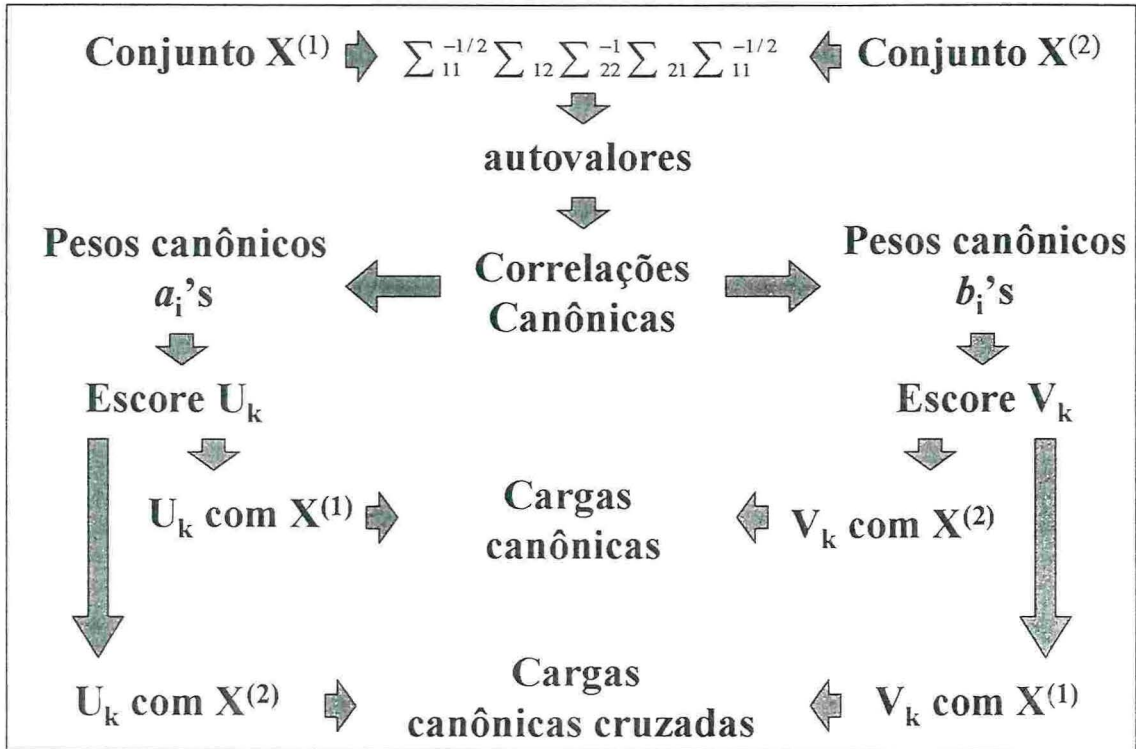 Conjunto X(1) ∑11^-1/2 ∑12 ∑22^-1 ∑21 ∑11^-1/2 Conjunto X(2)
autovalores
Pesos canônicos
ai's
Correlações
Canônicas
Pesos canônicos
bi's
Escore Uk
Escore Vk
Uk com X(1)
Cargas
canônicas
Vk com X(2)
Uk com X(2)
Cargas
canônicas cruzadas
Vk com X(1)